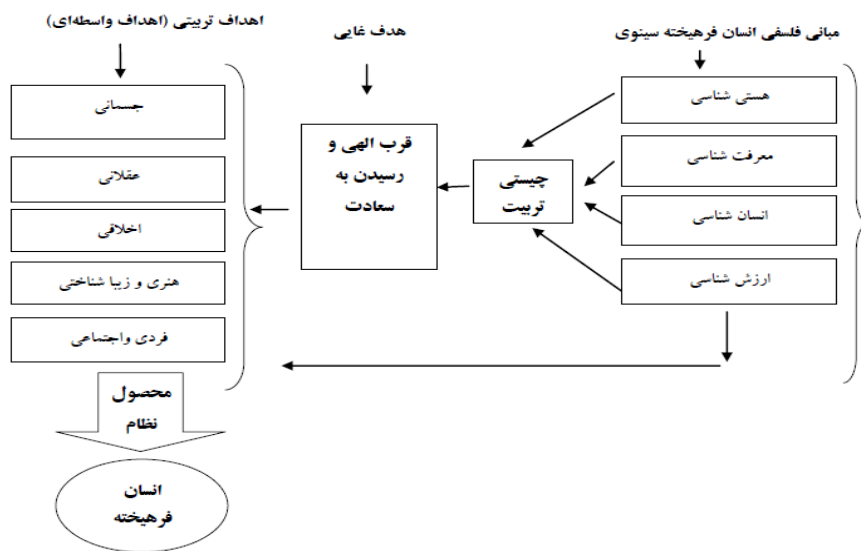 مبانی فلسفی انسان فرهیخته سینوی
هستی شناسی
معرفت شناسی
انسان شناسی
ارزش شناسی
چیستی
تربیت
هدف غایی
قرب الهی و
رسیدن به
سعادت
اهداف تربیتی (اهداف واسطه‌ای)
جسمانی
عقلانی
اخلاقی
هنری و زیبا شناختی
فردی واجتماعی
محصول
نظام
انسان
فرهیخته